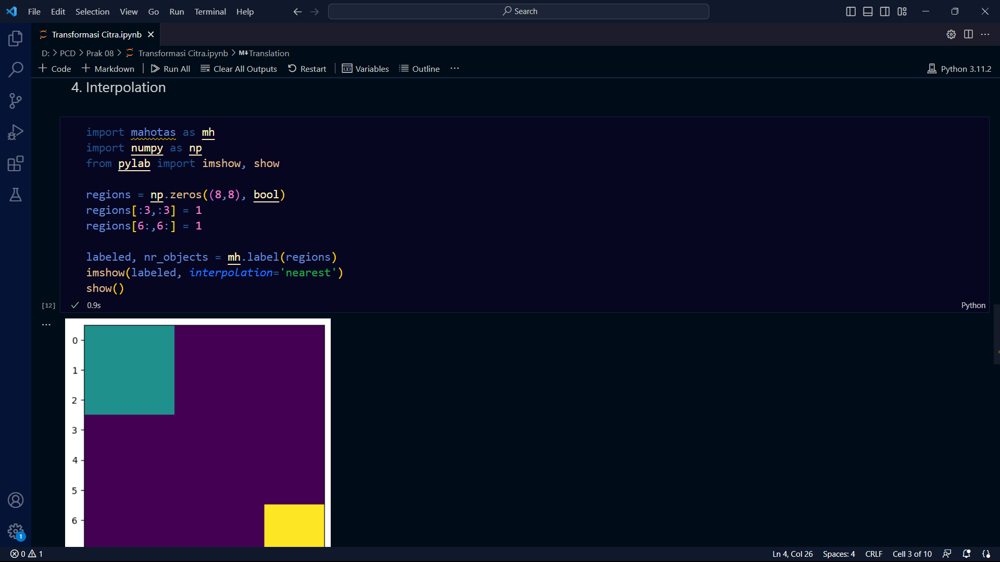 File Edit Selection View Go Run Terminal Help
Search
Transformasi Citra.ipynb
D: > PCD > Prak 08 > Transformasi Citra.ipynb > M↓Translation
+ Code + Markdown | Run All Clear All Outputs Restart | Variables Outline ...
Python 3.11.2
4. Interpolation
import mahotas as mh
import numpy as np
from pylab import imshow, show
regions = np.zeros((8,8), bool)
regions[:3,:3] = 1
regions[6:,6:] = 1
labeled, nr_objects = mh.label(regions)
imshow(labeled, interpolation='nearest')
show()
[12] ✓ 0.9s
Python
...
0
1
2
3
4
5
6
1
0 1
Ln 4, Col 26 Spaces: 4 CRLF Cell 3 of 10